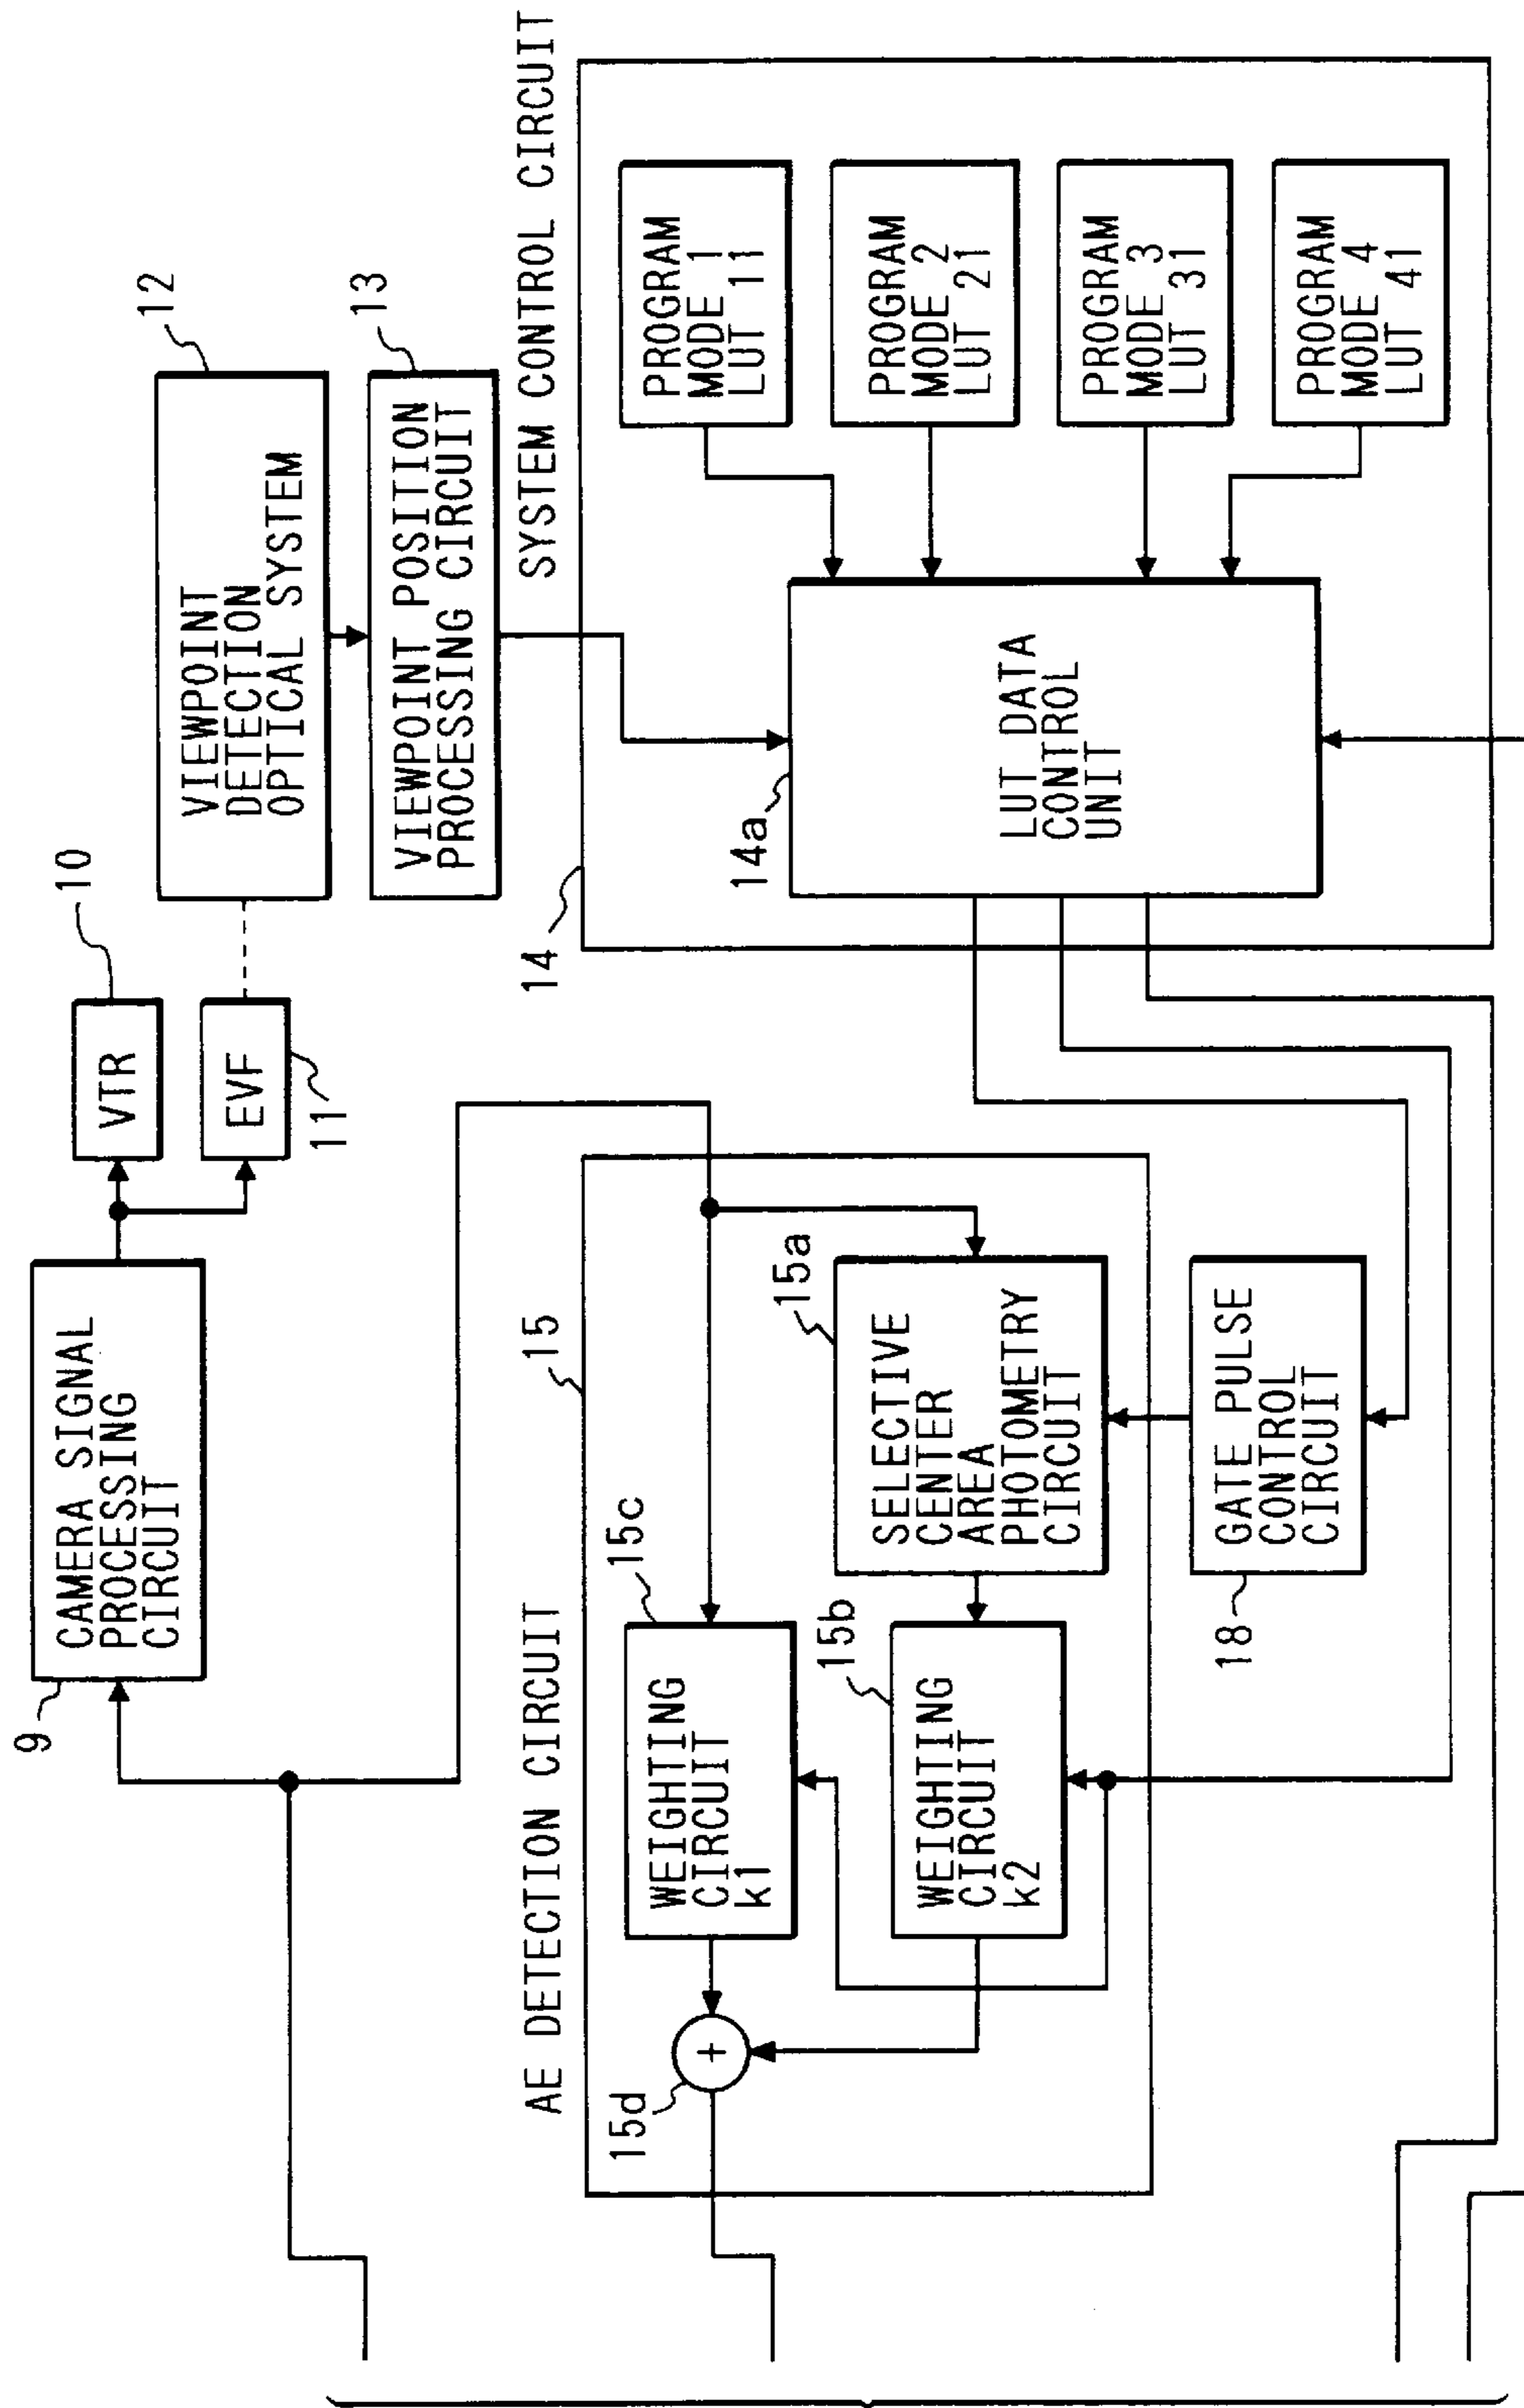 9
CAMERA SIGNAL
PROCESSING
CIRCUIT
VTR
10
EVF
11
12
VIEWPOINT
DETECTION
OPTICAL SYSTEM
13
VIEWPOINT POSITION
PROCESSING CIRCUIT
SYSTEM CONTROL CIRCUIT
14
14a
LUT DATA
CONTROL
UNIT
PROGRAM
MODE 1
LUT 11
PROGRAM
MODE 2
LUT 21
PROGRAM
MODE 3
LUT 31
PROGRAM
MODE 4
LUT 41
AE DETECTION CIRCUIT
15
15d
+
15c
WEIGHTING
CIRCUIT
k1
15b
WEIGHTING
CIRCUIT
k2
15a
SELECTIVE
CENTER
AREA
PHOTOMETRY
CIRCUIT
18
GATE PULSE
CONTROL
CIRCUIT